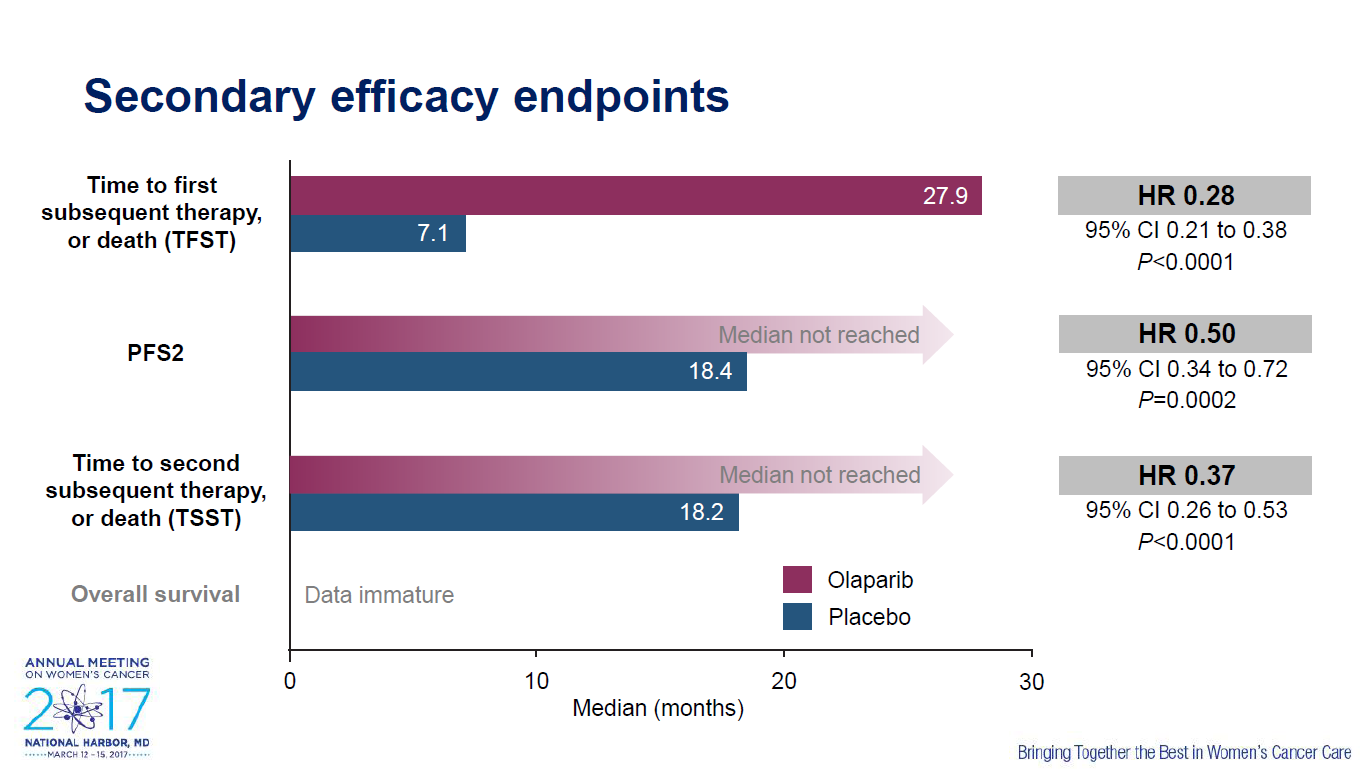 Secondary efficacy endpoints
Time to first
subsequent therapy,
or death (TFST)
27.9
7.1
HR 0.28
95% CI 0.21 to 0.38
P<0.0001
PFS2
Median not reached
18.4
HR 0.50
95% CI 0.34 to 0.72
P=0.0002
Time to second
subsequent therapy,
or death (TSST)
Median not reached
18.2
HR 0.37
95% CI 0.26 to 0.53
P<0.0001
Overall survival
Data immature
Olaparib
Placebo
0 10 20 30
Median (months)
ANNUAL MEETING
ON WOMEN'S CANCER
2017
NATIONAL HARBOR, MD
MARCH 12 - 15, 2017
Bringing Together the Best in Women's Cancer Care